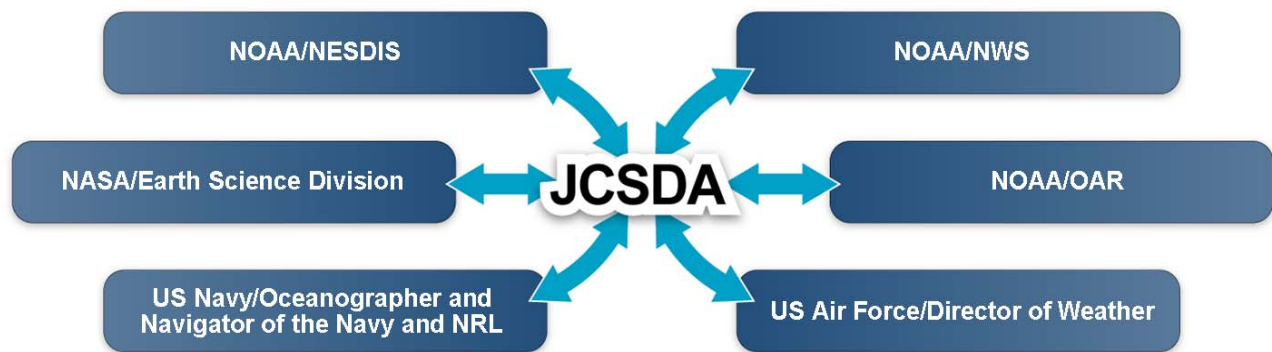 NOAA/NESDIS
NOAA/NWS
NASA/Earth Science Division
JCSDA
NOAA/OAR
US Navy/Oceanographer and
Navigator of the Navy and NRL
US Air Force/Director of Weather